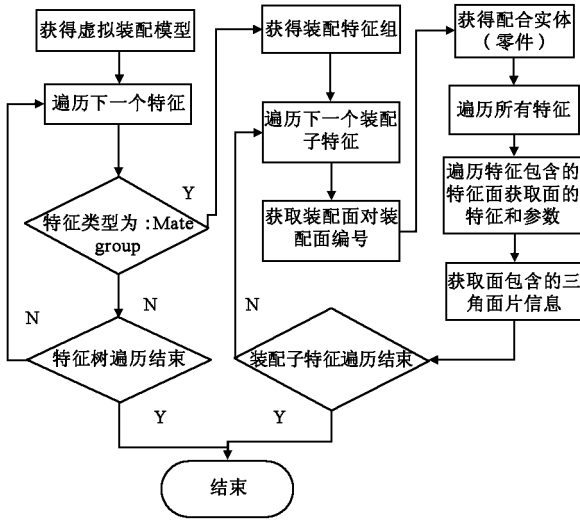 获得虚拟装配模型
遍历下一个特征
Y
特征类型为：Mate
group
N
N
特征树遍历结束
Y
获得装配特征组
遍历下一个装配
子特征
获取装配面对装
配面编号
N
装配子特征遍历结束
Y
获得配合实体
（零件）
遍历所有特征
遍历特征包含的
特征面获取面的
特征和参数
获取面包含的三
角面片信息
结束